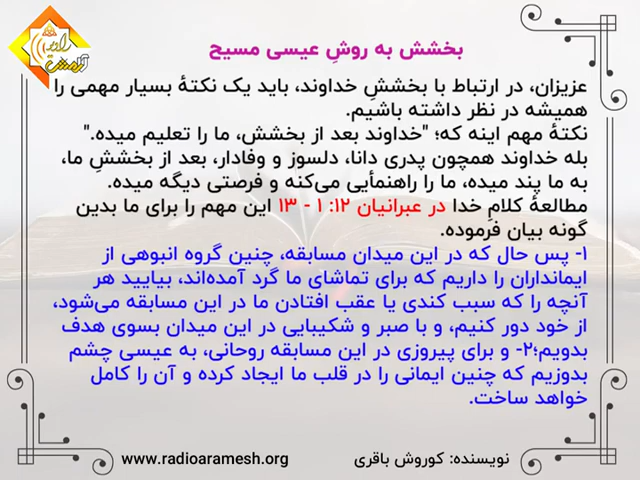 رادیو
آرامش
بخشش به روشِ عیسی مسیح
عزیزان، در ارتباط با بخششِ خداوند، باید یک نکتهٔ بسیار مهمی را
همیشه در نظر داشته باشیم.
نکتهٔ مهم اینه که؛ "خداوند بعد از بخشش، ما را تعلیم میده."
بله خداوند همچون پدری دانا، دلسوز و وفادار، بعد از بخششِ ما،
به ما پند میده، ما را راهنمأیی می‌کنه و فرصتی دیگه میده.
مطالعهٔ کلامِ خدا در عبرانیان ۱۲: ۱ - ۱۳ این مهم را برای ما بدین
گونه بیان فرموده.
۱- پس حال که در این میدان مسابقه، چنین گروه انبوهی از
ایمانداران را داریم که برای تماشای ما گرد آمده‌اند، بیایید هر
آنچه را که سبب کندی یا عقب افتادن ما در این مسابقه می‌شود،
از خود دور کنیم، و با صبر و شکیبایی در این میدان بسوی هدف
بدویم؛۲- و برای پیروزی در این مسابقه روحانی، به عیسی چشم
بدوزیم که چنین ایمانی را در قلب ما ایجاد کرده و آن را کامل
خواهد ساخت.
نویسنده: کوروش باقری
www.radioaramesh.org